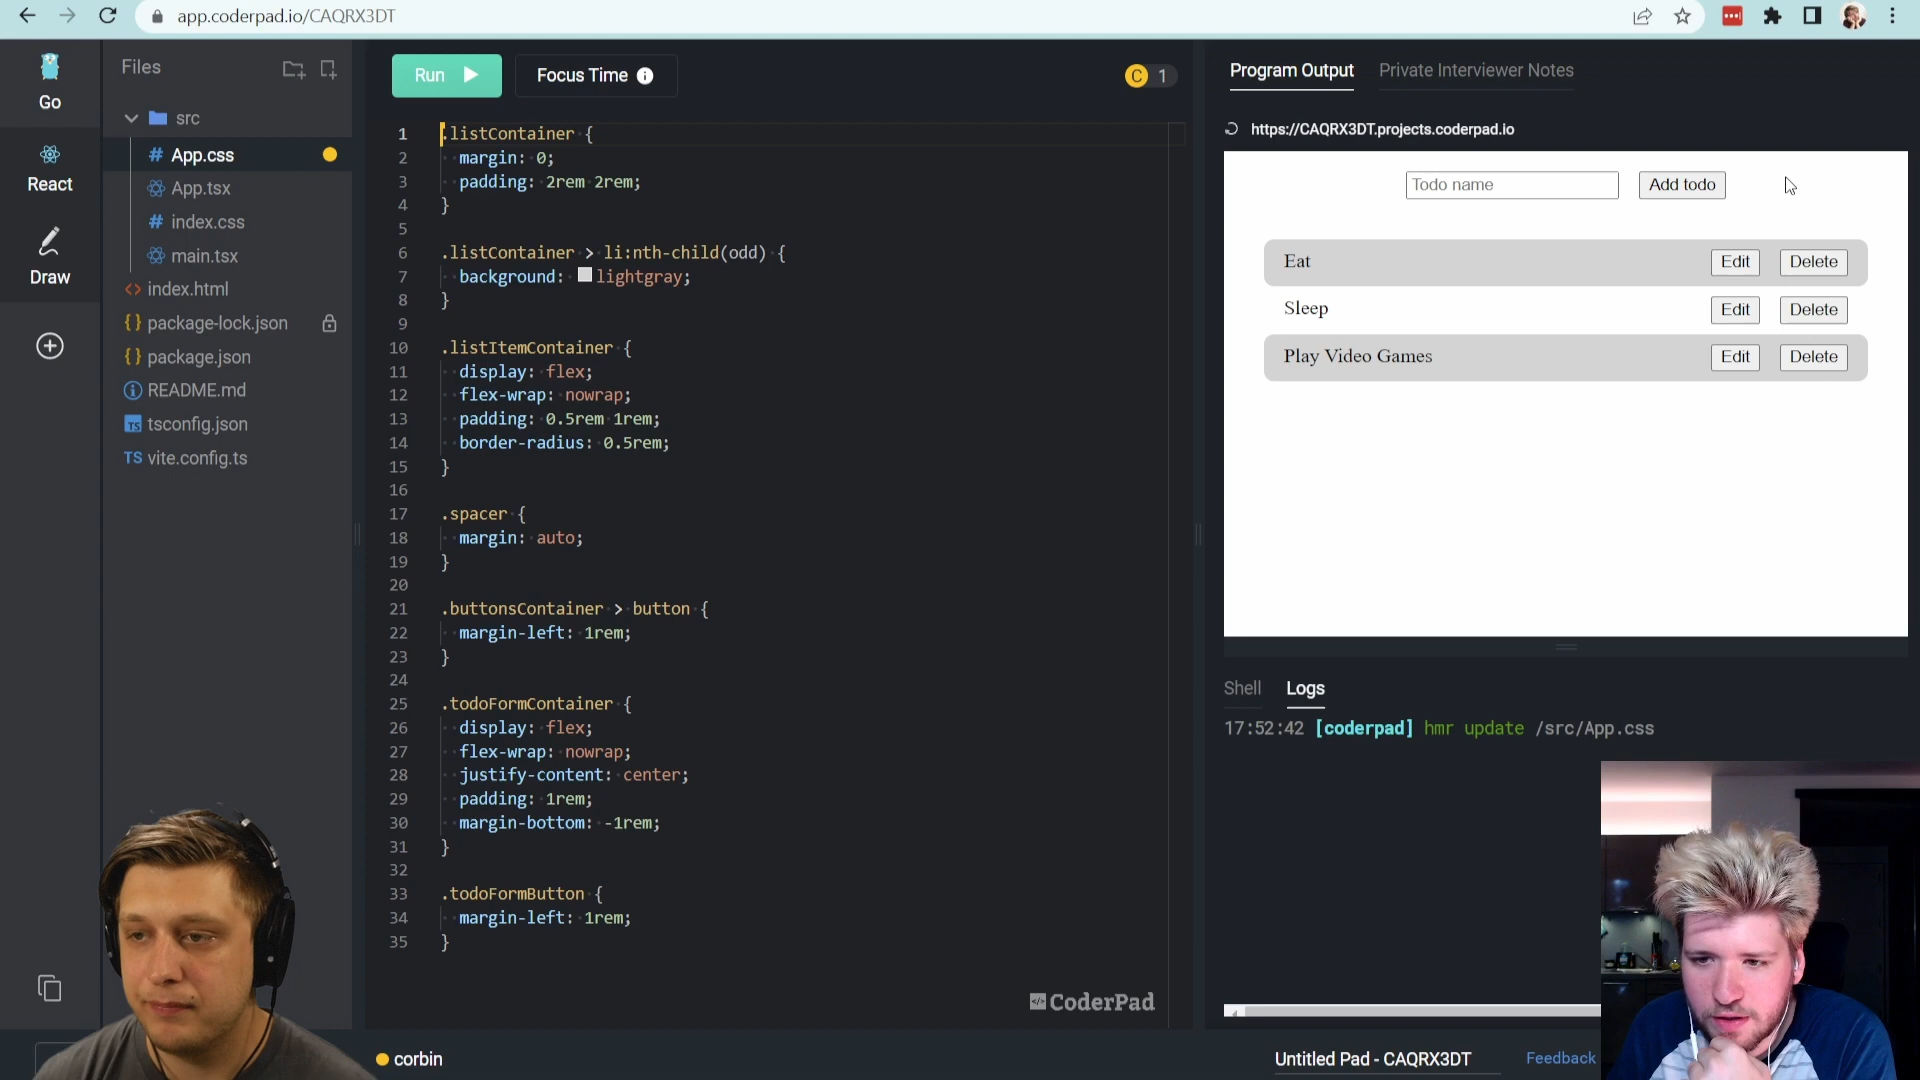 app.coderpad.io/CAQRX3DT
Go
React
Draw
Files
src
# App.css
App.tsx
# index.css
main.tsx
<> index.html
{} package-lock.json
{} package.json
README.md
TS tsconfig.json
TS vite.config.ts
Run
Focus Time
C 1
1 .listContainer {
2 margin: 0;
3 padding: 2rem 2rem;
4 }
5
6 .listContainer > li:nth-child(odd) {
7 background: lightgray;
8 }
9
10 .listItemContainer {
11 display: flex;
12 flex-wrap: nowrap;
13 padding: 0.5rem 1rem;
14 border-radius: 0.5rem;
15 }
16
17 .spacer {
18 margin: auto;
19 }
20
21 .buttonsContainer > button {
22 margin-left: 1rem;
23 }
24
25 .todoFormContainer {
26 display: flex;
27 flex-wrap: nowrap;
28 justify-content: center;
29 padding: 1rem;
30 margin-bottom: -1rem;
31 }
32
33 .todoFormButton {
34 margin-left: 1rem;
35 }
CoderPad
corbin
Program Output
Private Interviewer Notes
https://CAQRX3DT.projects.coderpad.io
Todo name
Add todo
Eat Edit Delete
Sleep Edit Delete
Play Video Games Edit Delete
Shell Logs
17:52:42 [coderpad] hmr update /src/App.css
Untitled Pad - CAQRX3DT
Feedback